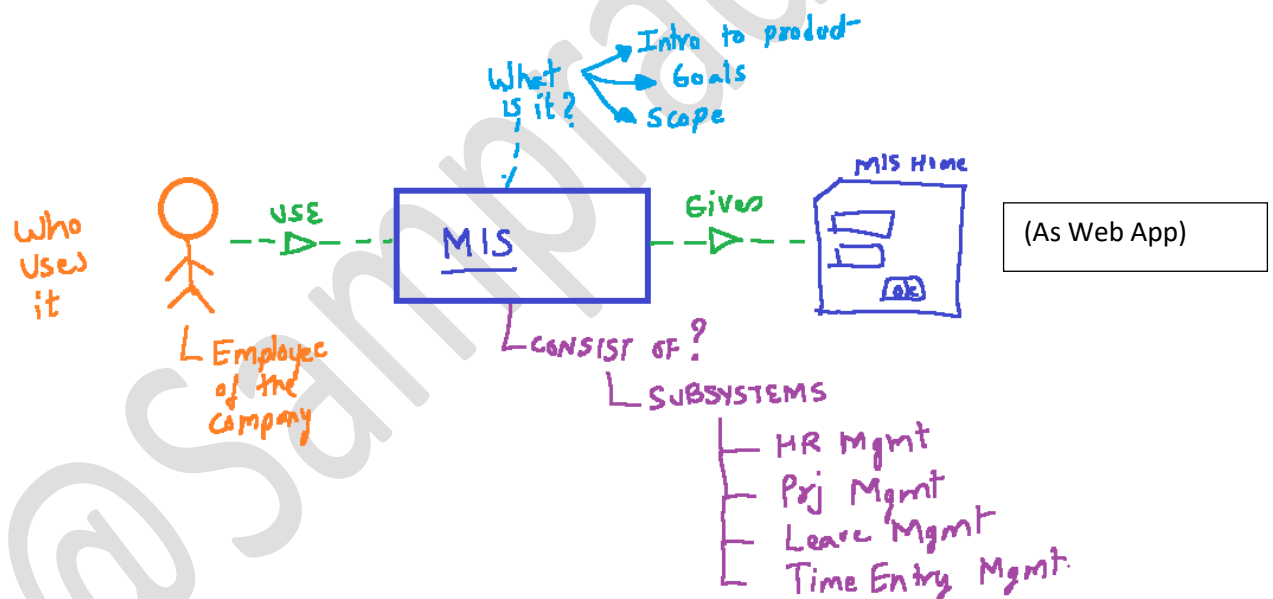 Intro to product
What
is it?
Goals
Scope
MIS Home
Who
Uses
it
USE
MIS
Gives
ok
(As Web App)
Employee
of the
company
CONSIST OF?
SUBSYSTEMS
HR Mgmt
Prj Mgmt
Leave Mgmt
Time Entry Mgmt.